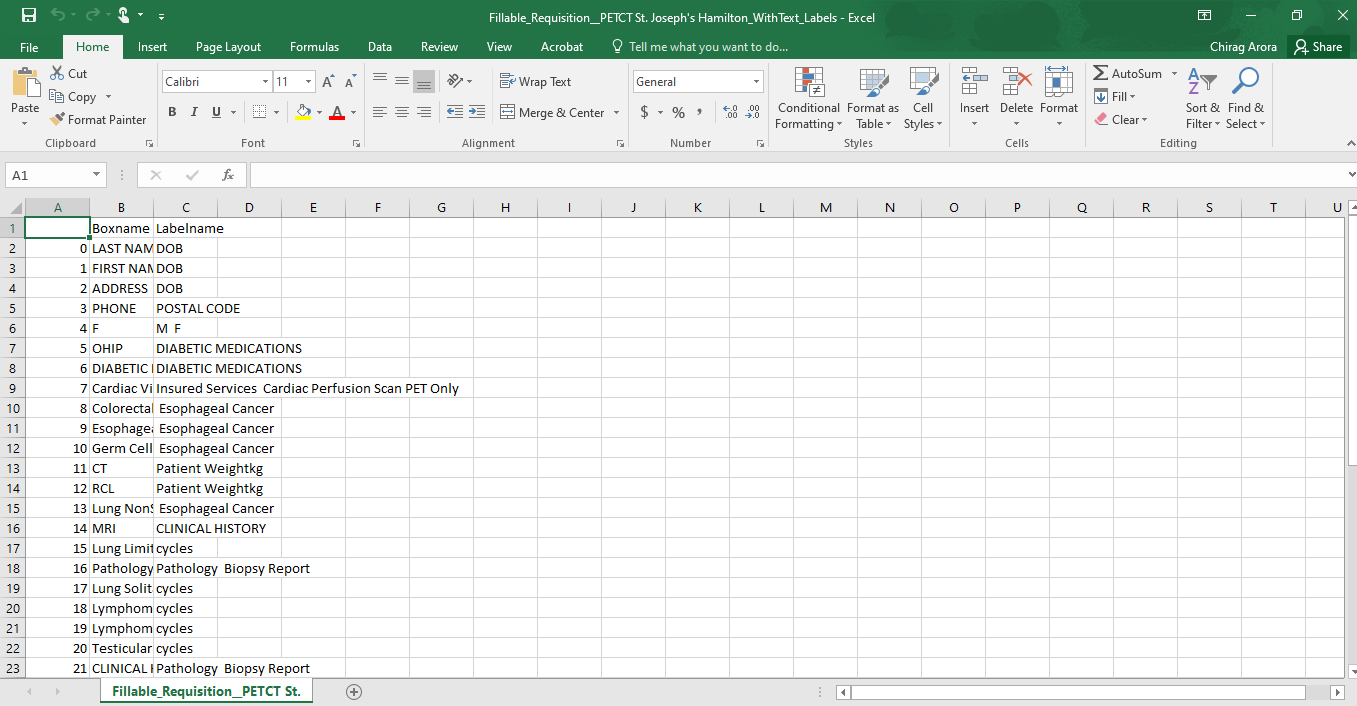 Fillable_Requisition__PETCT St. Joseph's Hamilton_WithText_Labels - Excel
File Home Insert Page Layout Formulas Data Review View Acrobat Tell me what you want to do... Chirag Arora Share
Paste
Cut
Copy
Format Painter
Clipboard
Calibri 11
B I U
Font
Wrap Text
Merge & Center
Alignment
General
$ % ,
Number
Conditional Formatting
Format as Table
Cell Styles
Styles
Insert Delete Format
Cells
AutoSum
Fill
Clear
Sort & Filter
Find & Select
Editing
A1 fx
A B C D E F G H I J K L M N O P Q R S T U
1 Boxname Labelname
2 0 LAST NAM DOB
3 1 FIRST NAM DOB
4 2 ADDRESS DOB
5 3 PHONE POSTAL CODE
6 4 F M F
7 5 OHIP DIABETIC MEDICATIONS
8 6 DIABETIC DIABETIC MEDICATIONS
9 7 Cardiac Vi Insured Services Cardiac Perfusion Scan PET Only
10 8 Colorectal Esophageal Cancer
11 9 Esophagea Esophageal Cancer
12 10 Germ Cell Esophageal Cancer
13 11 CT Patient Weightkg
14 12 RCL Patient Weightkg
15 13 Lung NonS Esophageal Cancer
16 14 MRI CLINICAL HISTORY
17 15 Lung Limit cycles
18 16 Pathology Pathology Biopsy Report
19 17 Lung Solit cycles
20 18 Lymphom cycles
21 19 Lymphom cycles
22 20 Testicular cycles
23 21 CLINICAL Pathology Biopsy Report
Fillable_Requisition__PETCT St.